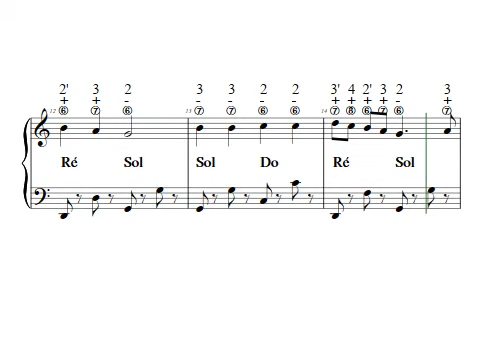 2' 3 2 3 3 2 2 3' 4 2' 3 2 3
+ + - - - - - + + + + - +
12 ⑥ ⑦ ⑥ 13 ⑦ ⑦ ⑥ ⑥ 14 ⑦ ⑧ ⑥ ⑦ ⑥ ⑦
Ré Sol Sol Do Ré Sol